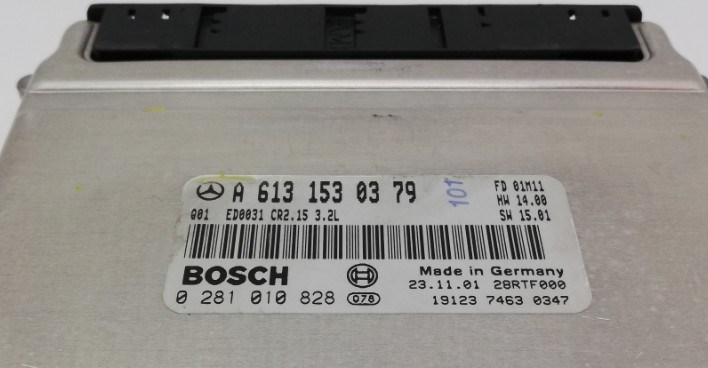 A 613 153 03 79
101
FD 01M11
HW 14.00
Q01 ED0031 CR2.15 3.2L
SW 15.01
BOSCH
Made in Germany
23.11.01 28RTF000
0 281 010 828 078
19123 7463 0347